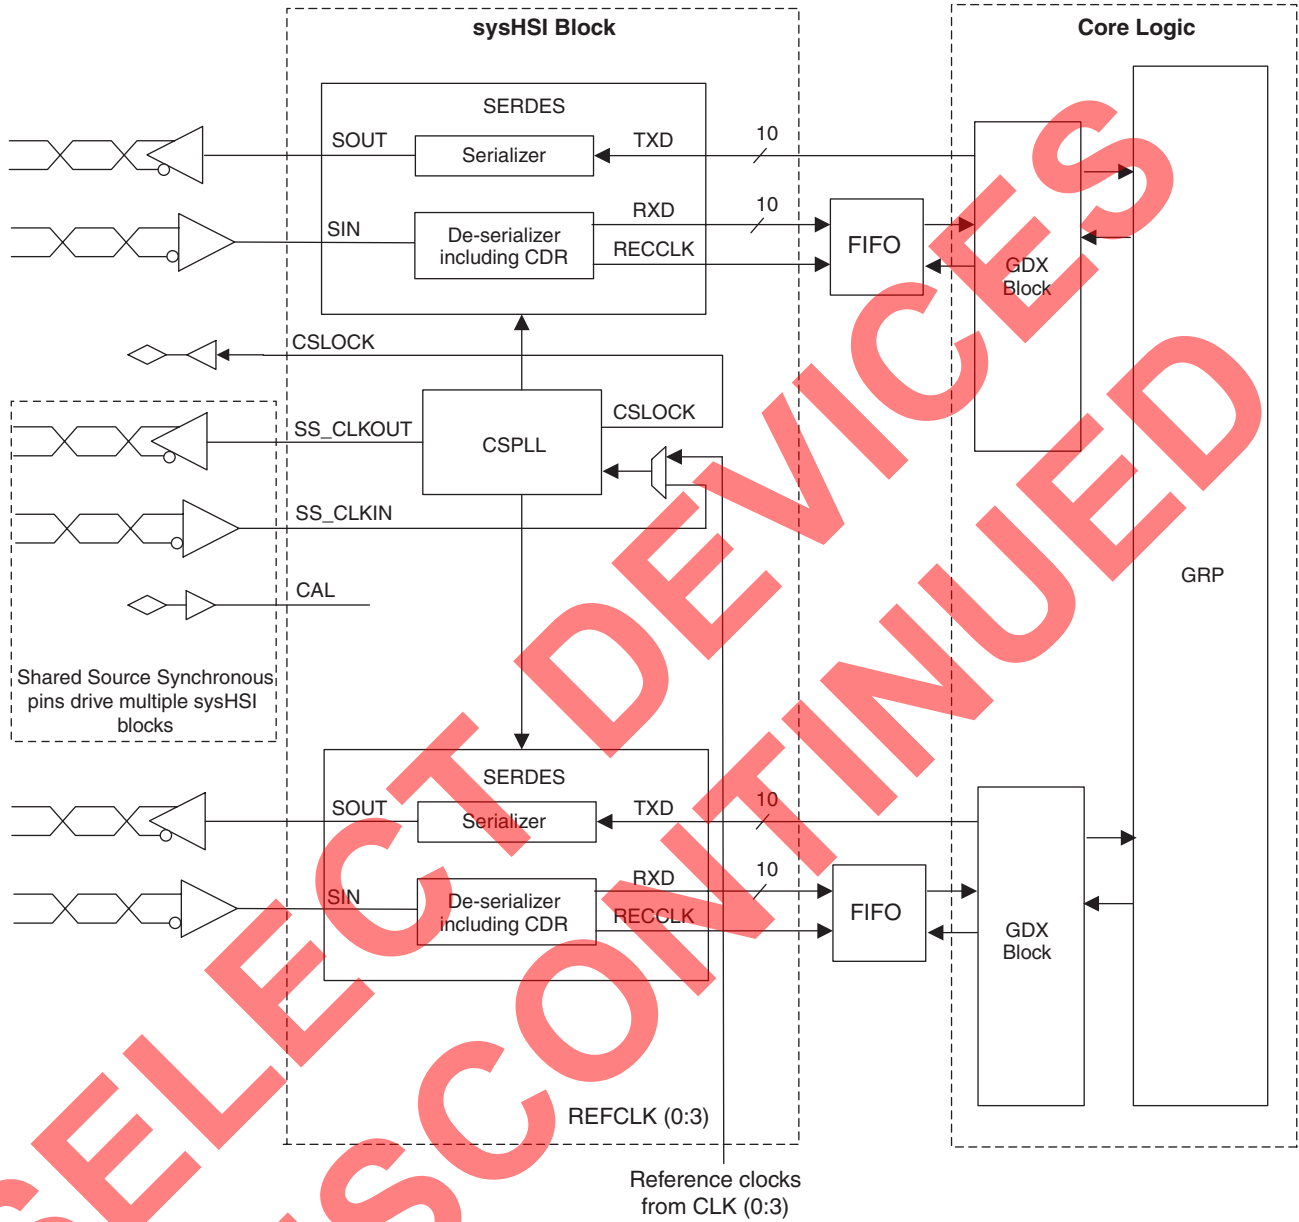 sysHSI Block
Core Logic
SERDES
SOUT
Serializer
TXD
10
SIN
De-serializer
including CDR
RXD
10
RECCLK
FIFO
GDX
Block
CSLOCK
CSPLL
CSLOCK
SS_CLKOUT
SS_CLKIN
CAL
GRP
Shared Source Synchronous
pins drive multiple sysHSI
blocks
SERDES
SOUT
Serializer
TXD
10
SIN
De-serializer
including CDR
RXD
10
RECCLK
FIFO
GDX
Block
REFCLK (0:3)
Reference clocks
from CLK (0:3)
SELECT DEVICES
DISCONTINUED